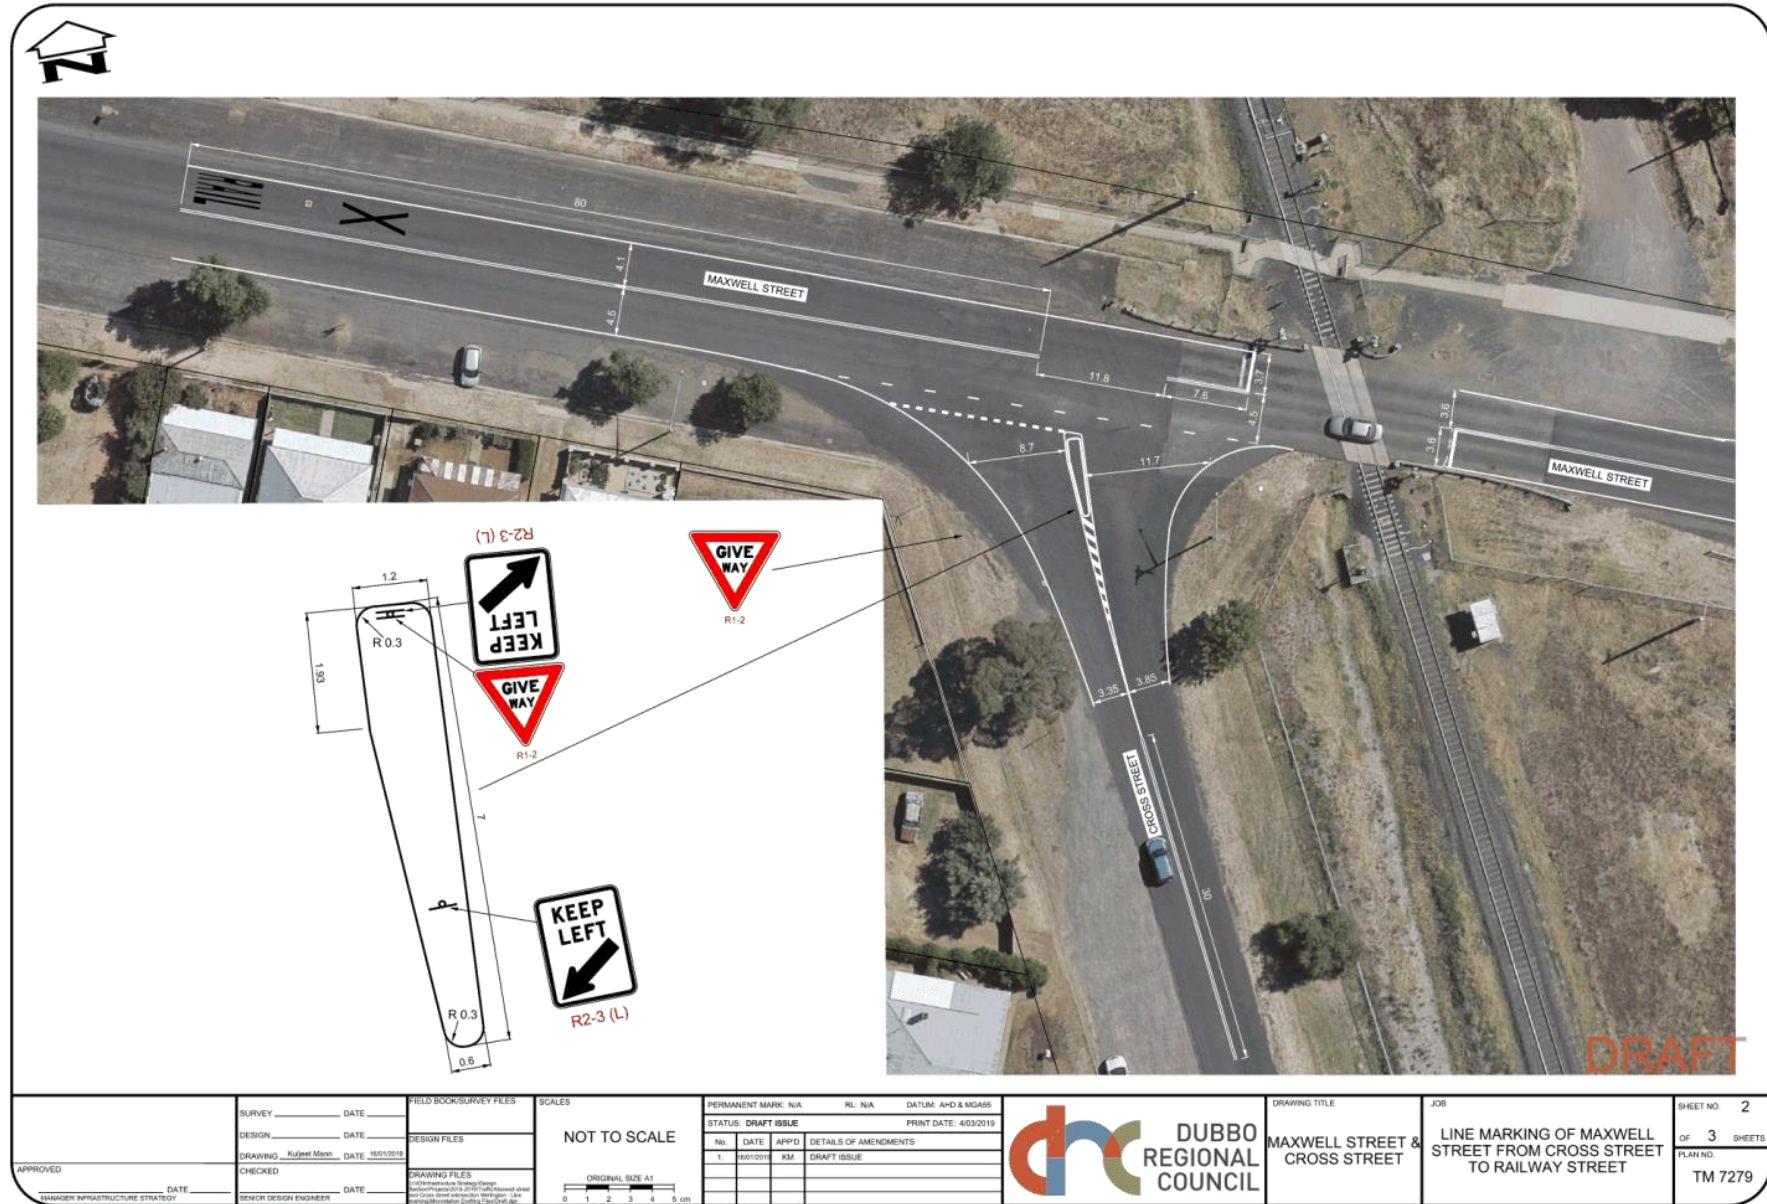 N
80
4.1
4.5
MAXWELL STREET
11.8
7.6
3.7
4.5
3.6
3.6
MAXWELL STREET
8.7
11.7
3.35
3.85
CROSS STREET
30
R2-3 (L)
KEEP
LEFT
GIVE
WAY
R1-2
1.2
R 0.3
1.93
GIVE
WAY
R1-2
7
KEEP
LEFT
R2-3 (L)
R 0.3
0.6
DRAFT
APPROVED
DATE
MANAGER INFRASTRUCTURE STRATEGY
SURVEY DATE
DESIGN DATE
DRAWING Kuljeet Mann DATE 16/01/2019
CHECKED
DATE
SENIOR DESIGN ENGINEER
FIELD BOOK/SURVEY FILES
DESIGN FILES
DRAWING FILES
SCALES
NOT TO SCALE
ORIGINAL SIZE A1
0 1 2 3 4 5 cm
PERMANENT MARK: N/A RL: N/A DATUM: AHD & MGA55
STATUS: DRAFT ISSUE PRINT DATE: 4/03/2019
No. DATE APP'D DETAILS OF AMENDMENTS
1. 16/01/2019 KM DRAFT ISSUE
drc
DUBBO
REGIONAL
COUNCIL
DRAWING TITLE
MAXWELL STREET &
CROSS STREET
JOB
LINE MARKING OF MAXWELL
STREET FROM CROSS STREET
TO RAILWAY STREET
SHEET NO. 2
OF 3 SHEETS
PLAN NO.
TM 7279